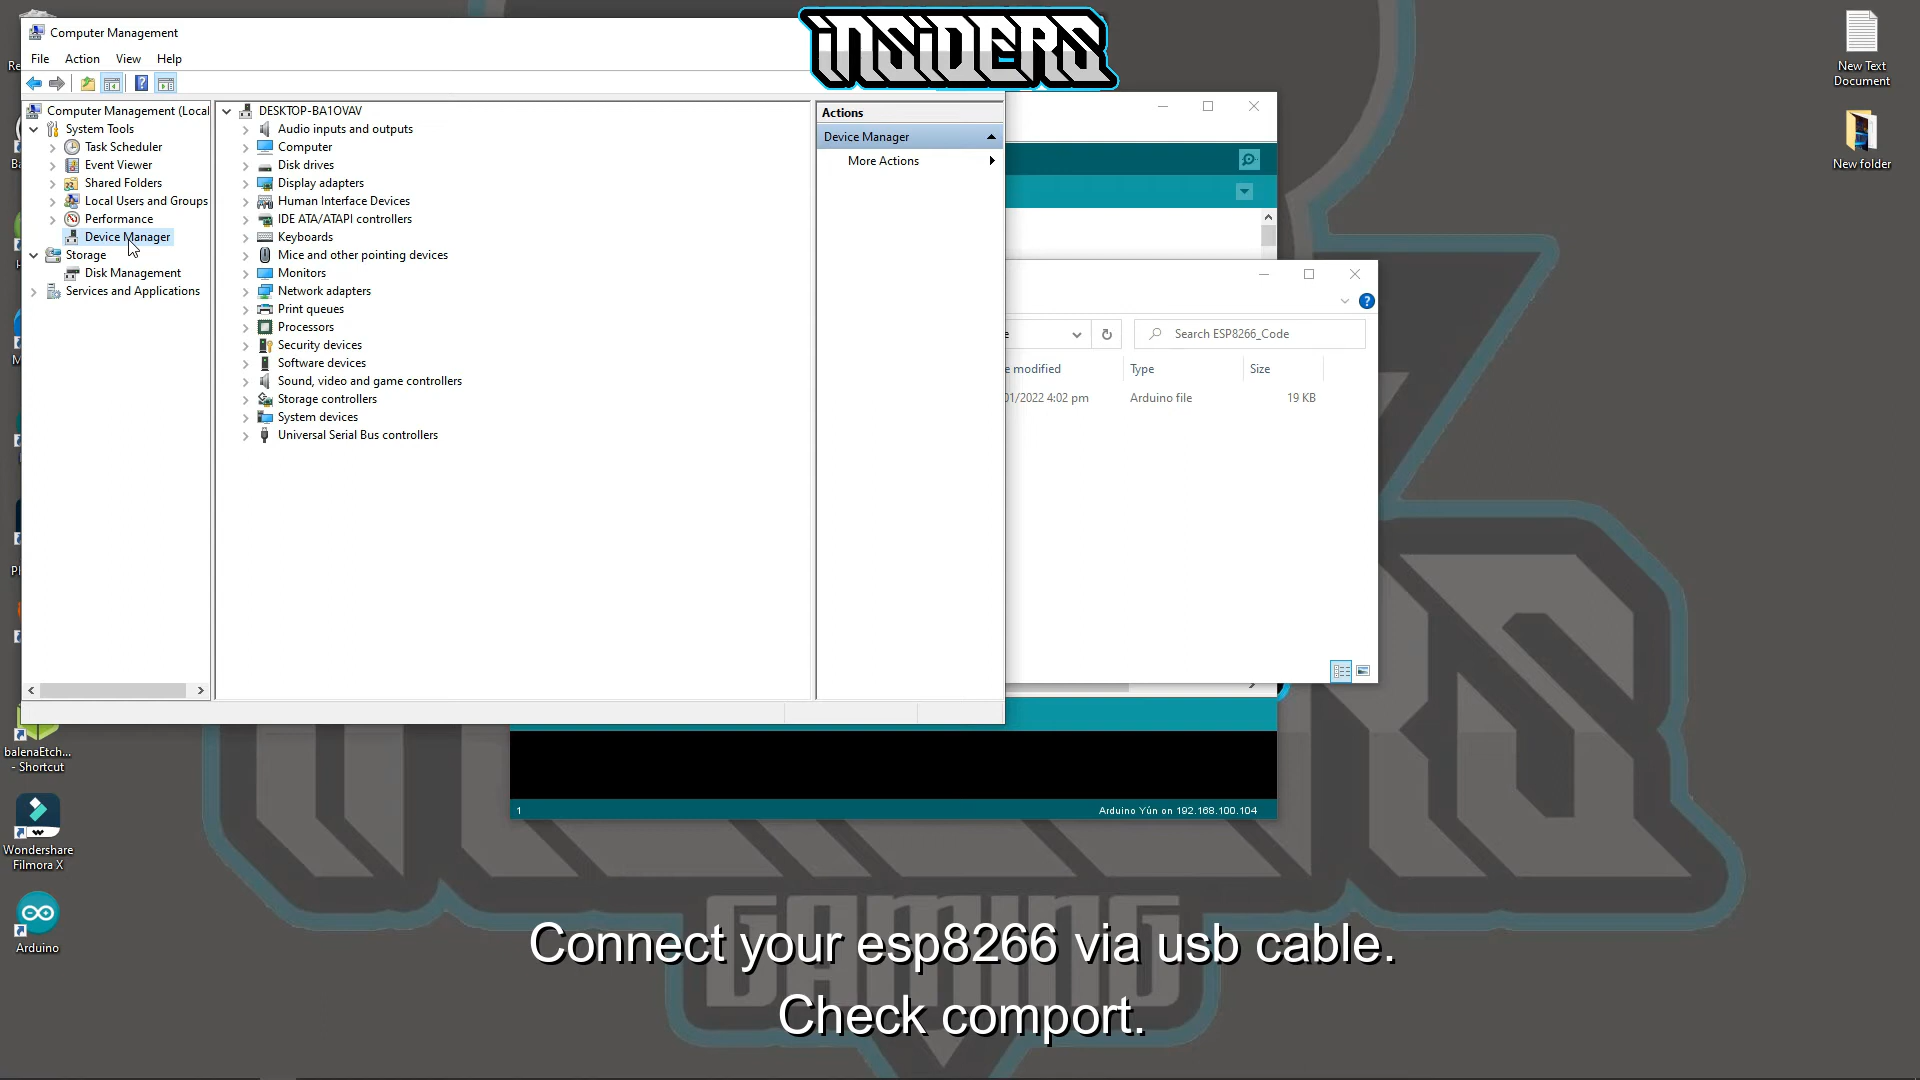 Computer Management
File Action View Help
Computer Management (Local
System Tools
Task Scheduler
Event Viewer
Shared Folders
Local Users and Groups
Performance
Device Manager
Storage
Disk Management
Services and Applications
DESKTOP-BA1OVAV
Audio inputs and outputs
Computer
Disk drives
Display adapters
Human Interface Devices
IDE ATA/ATAPI controllers
Keyboards
Mice and other pointing devices
Monitors
Network adapters
Print queues
Processors
Security devices
Software devices
Sound, video and game controllers
Storage controllers
System devices
Universal Serial Bus controllers
Actions
Device Manager
More Actions
INSIDERS
New Text
Document
New folder
Search ESP8266_Code
e modified Type Size
01/2022 4:02 pm Arduino file 19 KB
1 Arduino Yún on 192.168.100.104
balenaEtch...
- Shortcut
Wondershare
Filmora X
Arduino
GAMING
Connect your esp8266 via usb cable.
Check comport.